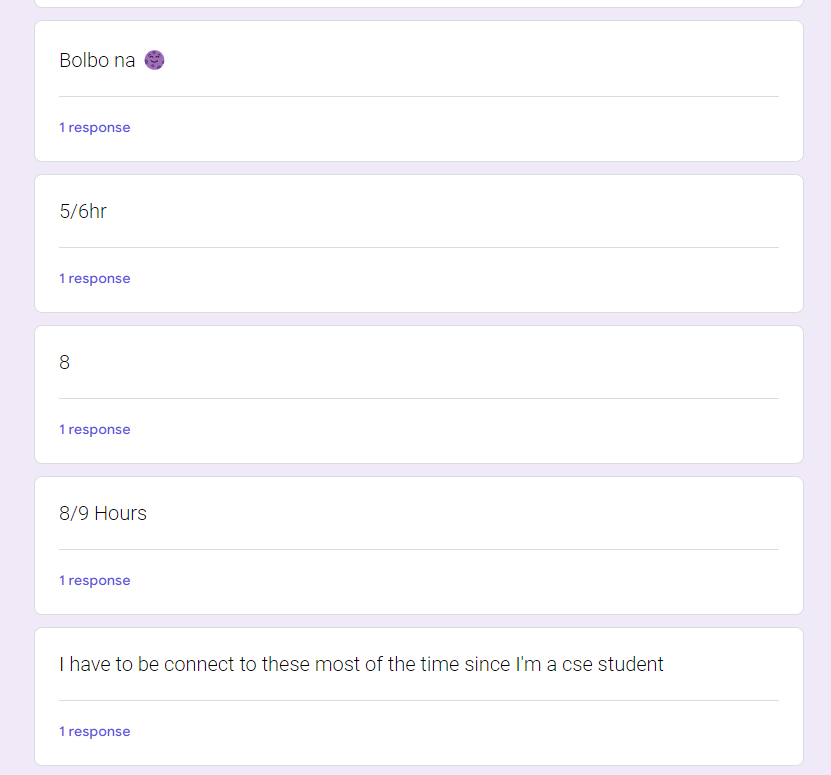 Bolbo na 🌚
1 response
5/6hr
1 response
8
1 response
8/9 Hours
1 response
I have to be connect to these most of the time since I'm a cse student
1 response